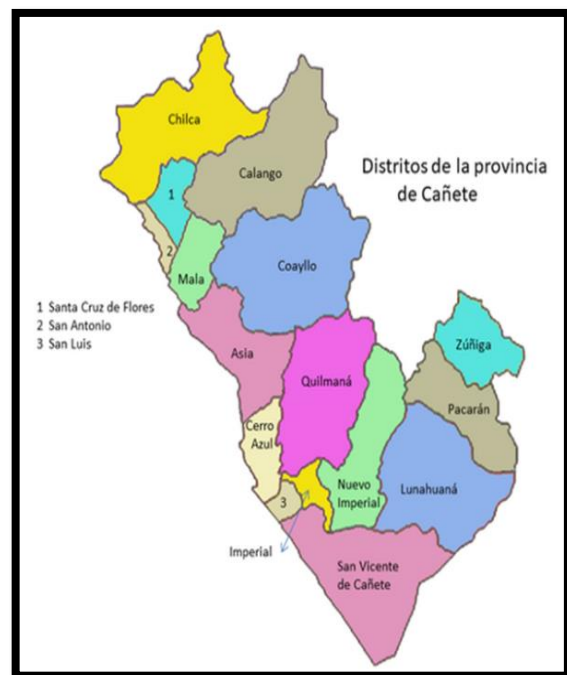 Chilca
Calango
Distritos de la provincia
de Cañete
1
2
Mala
Coayllo
1 Santa Cruz de Flores
2 San Antonio
3 San Luis
Asia
Zúñiga
Quilmaná
Pacarán
Cerro
Azul
Nuevo
Imperial
Lunahuaná
3
Imperial
San Vicente
de Cañete